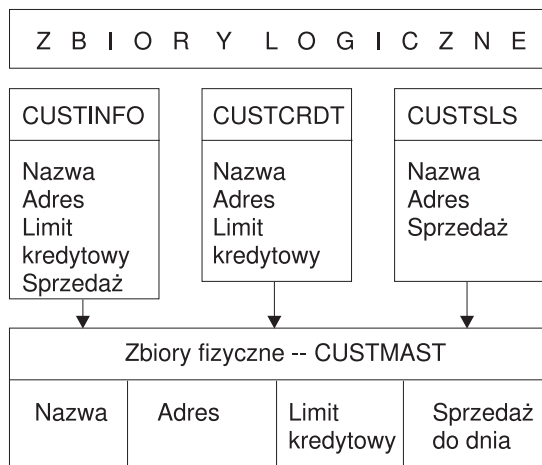 Z B I O R Y L O G I C Z N E
CUSTINFO
Nazwa
Adres
Limit
kredytowy
Sprzedaż
CUSTCRDT
Nazwa
Adres
Limit
kredytowy
CUSTSLS
Nazwa
Adres
Sprzedaż
Zbiory fizyczne -- CUSTMAST
Nazwa
Adres
Limit
kredytowy
Sprzedaż
do dnia